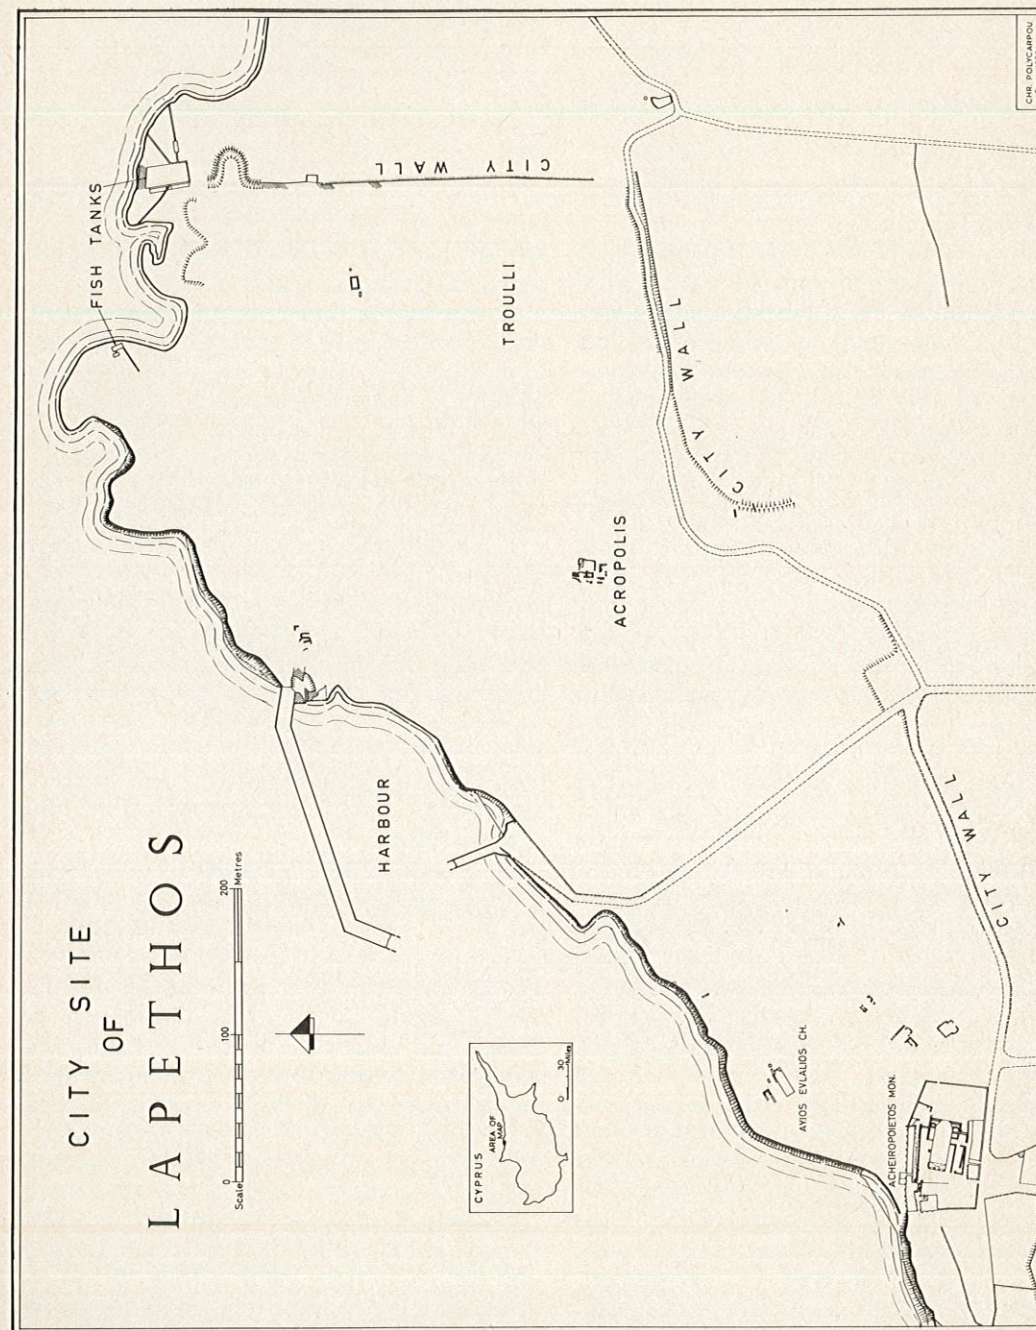 CITY SITE
OF
LAPETHOS
0 100 200
Scale Metres
FISH TANKS
CITY WALL
TROULLI
CITY WALL
ACROPOLIS
HARBOUR
CITY WALL
CYPRUS
AREA OF
MAP
0 30
Miles
AYIOS EVLALIOS CH.
ACHEIROPOIETOS MON.
CHR. POLYCARPOU